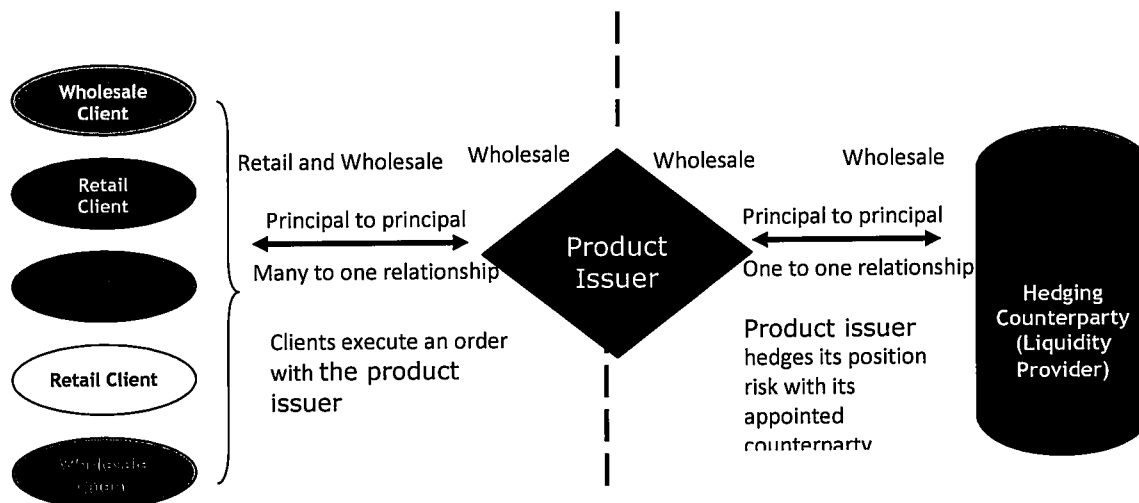 Wholesale
Client
Retail
Client
Retail Client
Wholesale
Retail and Wholesale
Principal to principal
Many to one relationship
Clients execute an order
with the product
issuer
Wholesale
Product
Issuer
Wholesale
Wholesale
Principal to principal
One to one relationship
Product issuer
hedges its position
risk with its
appointed
counterparty
Hedging
Counterparty
(Liquidity
Provider)